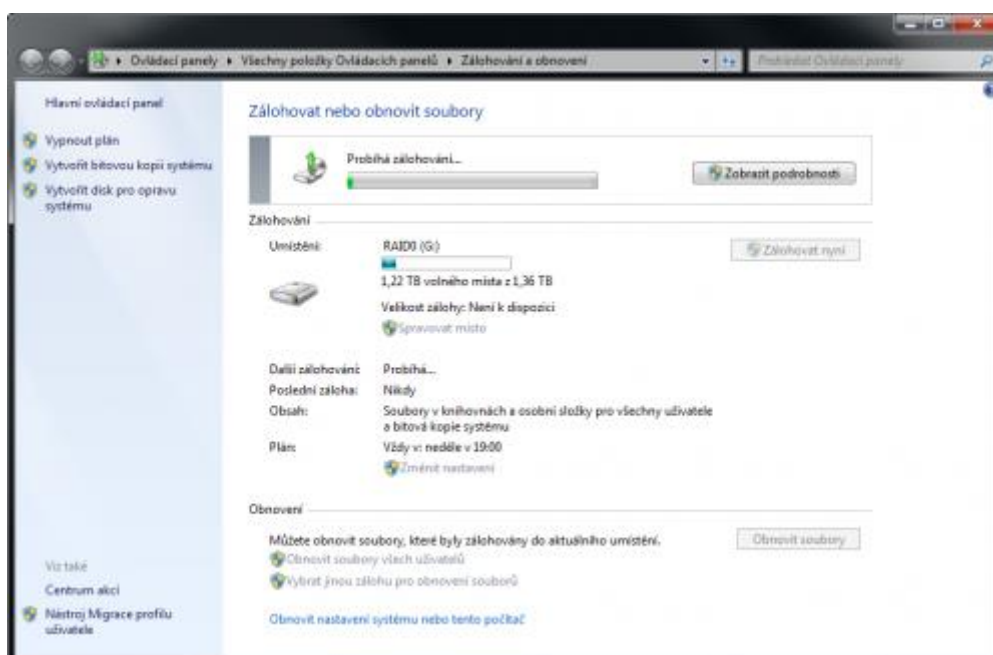 Ovládací panely ▸ Všechny položky Ovládacích panelů ▸ Zálohování a obnovení
Prohledat Ovládací panely
Hlavní ovládací panel
Vypnout plán
Vytvořit bitovou kopii systému
Vytvořit disk pro opravu
systému
Viz také
Centrum akcí
Nástroj Migrace profilu
uživatele
Zálohovat nebo obnovit soubory
Probíhá zálohování...
Zobrazit podrobnosti
Zálohování
Umístění: RAID0 (G:)
Zálohovat nyní
1,22 TB volného místa z 1,36 TB
Velikost zálohy: Není k dispozici
Spravovat místo
Další zálohování: Probíhá...
Poslední záloha: Nikdy
Obsah: Soubory v knihovnách a osobní složky pro všechny uživatele
a bitová kopie systému
Plán: Vždy v: neděle v 19:00
Změnit nastavení
Obnovení
Můžete obnovit soubory, které byly zálohovány do aktuálního umístění.
Obnovit soubory
Obnovit soubory všech uživatelů
Vybrat jinou zálohu pro obnovení souborů
Obnovit nastavení systému nebo tento počítač